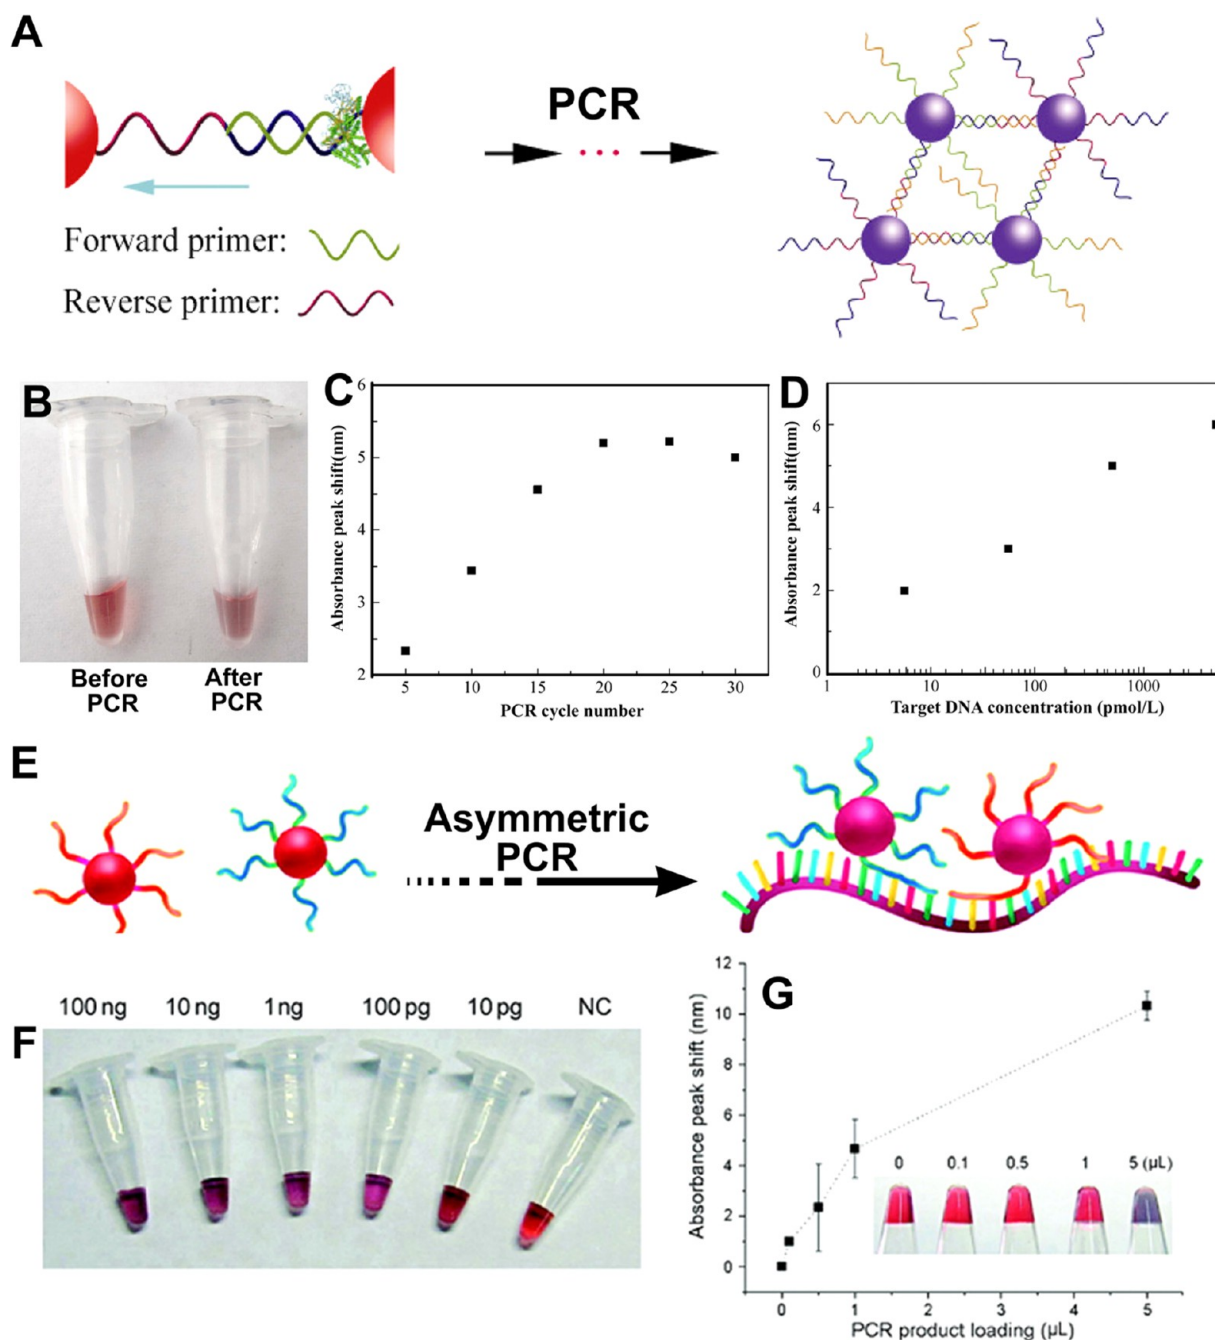 A
PCR
Forward primer:
Reverse primer:
B
Before
PCR
After
PCR
C
Absorbance peak shift(nm)
6
5
4
3
2
5 10 15 20 25 30
PCR cycle number
D
Absorbance peak shift(nm)
6
4
2
0
1 10 100 1000
Target DNA concentration (pmol/L)
E
Asymmetric
PCR
F
100 ng 10 ng 1 ng 100 pg 10 pg NC
G
Absorbance peak shift (nm)
12
10
8
6
4
2
0
0 0.1 0.5 1 5 (µL)
0 1 2 3 4 5
PCR product loading (µL)